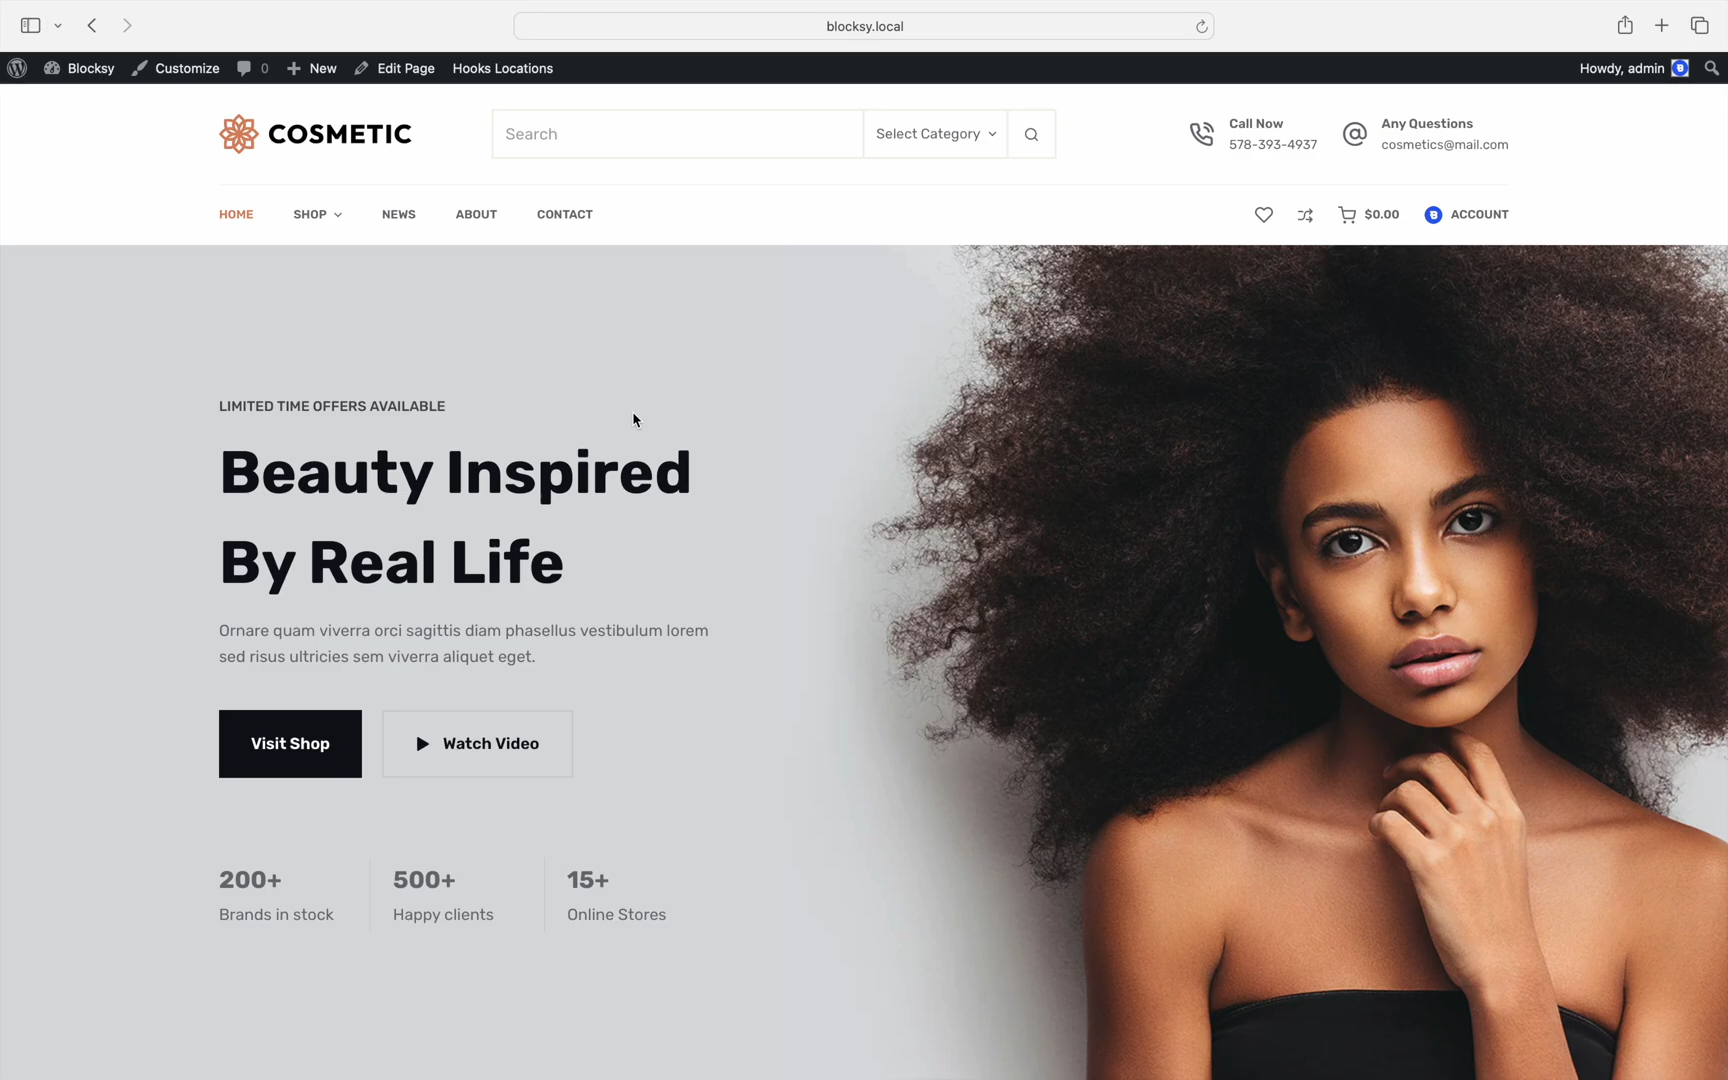 blocksy.local
Blocksy Customize 0 New Edit Page Hooks Locations Howdy, admin
COSMETIC
Search Select Category
Call Now
578-393-4937
Any Questions
cosmetics@mail.com
HOME SHOP NEWS ABOUT CONTACT $0.00 ACCOUNT
LIMITED TIME OFFERS AVAILABLE
Beauty Inspired
By Real Life
Ornare quam viverra orci sagittis diam phasellus vestibulum lorem
sed risus ultricies sem viverra aliquet eget.
Visit Shop Watch Video
200+ 500+ 15+
Brands in stock Happy clients Online Stores